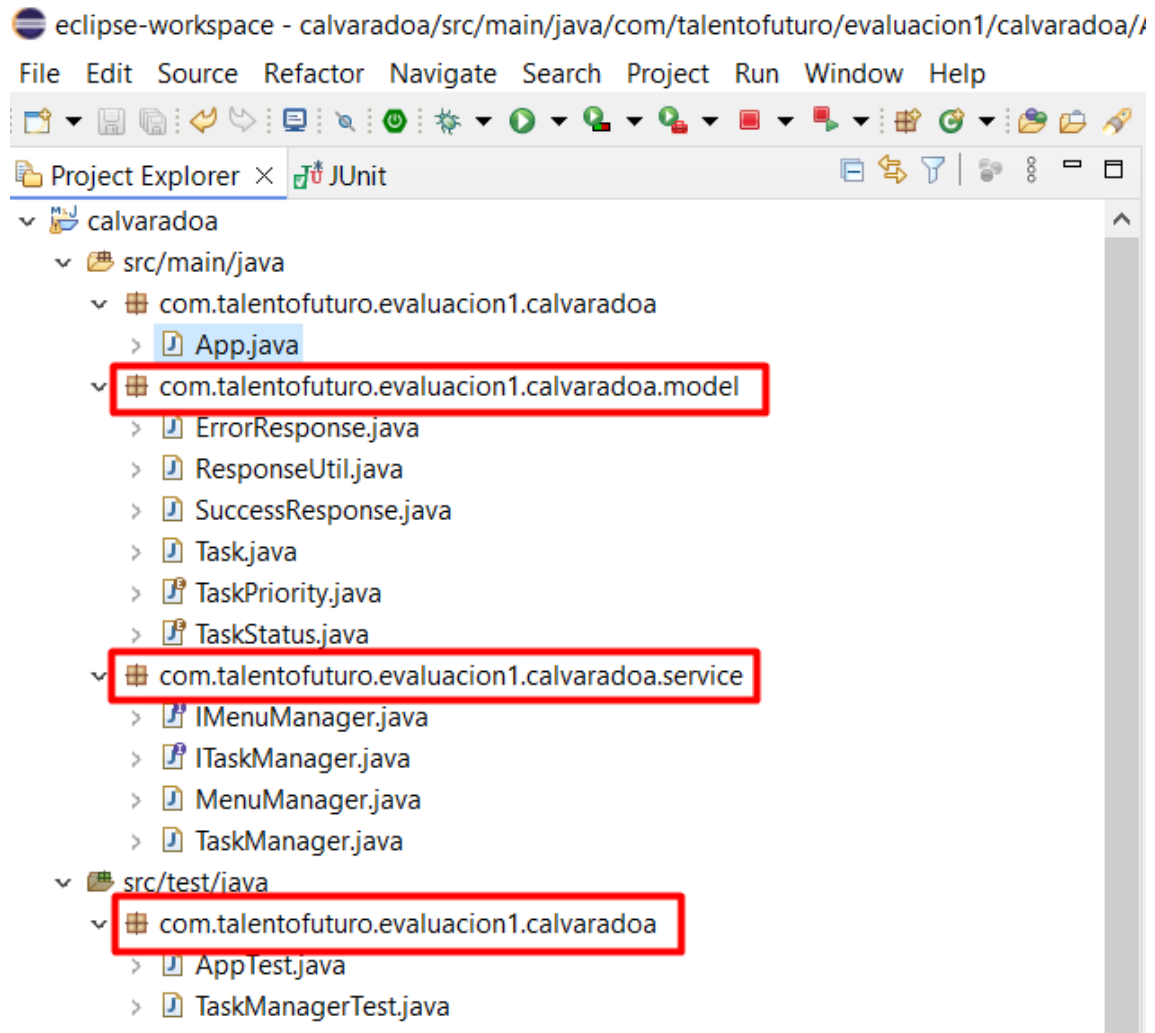 eclipse-workspace - calvaradoa/src/main/java/com/talentofuturo/evaluacion1/calvaradoa/A
File Edit Source Refactor Navigate Search Project Run Window Help
Project Explorer JUnit
calvaradoa
src/main/java
com.talentofuturo.evaluacion1.calvaradoa
App.java
com.talentofuturo.evaluacion1.calvaradoa.model
ErrorResponse.java
ResponseUtil.java
SuccessResponse.java
Task.java
TaskPriority.java
TaskStatus.java
com.talentofuturo.evaluacion1.calvaradoa.service
IMenuManager.java
ITaskManager.java
MenuManager.java
TaskManager.java
src/test/java
com.talentofuturo.evaluacion1.calvaradoa
AppTest.java
TaskManagerTest.java